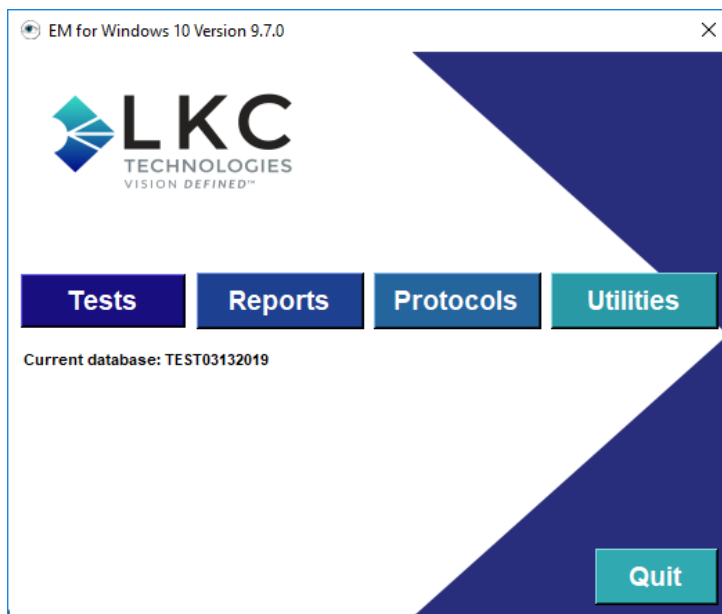 EM for Windows 10 Version 9.7.0
LKC
TECHNOLOGIES
VISION DEFINED™
Tests
Reports
Protocols
Utilities
Current database: TEST03132019
Quit